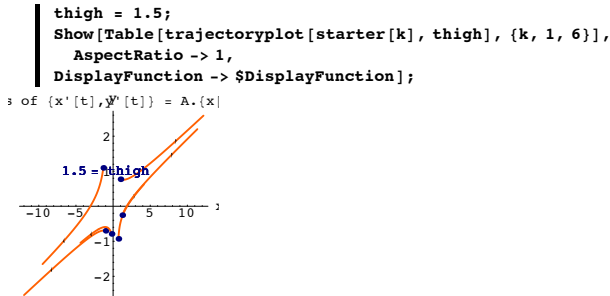 thigh = 1.5;
Show[Table[trajectoryplot[starter[k], thigh], {k, 1, 6}],
AspectRatio -> 1,
DisplayFunction -> $DisplayFunction];
s of {x'[t],y'[t]} = A.{x[
y
2
1.5 = thigh
1
-10 -5 5 10
-1
-2